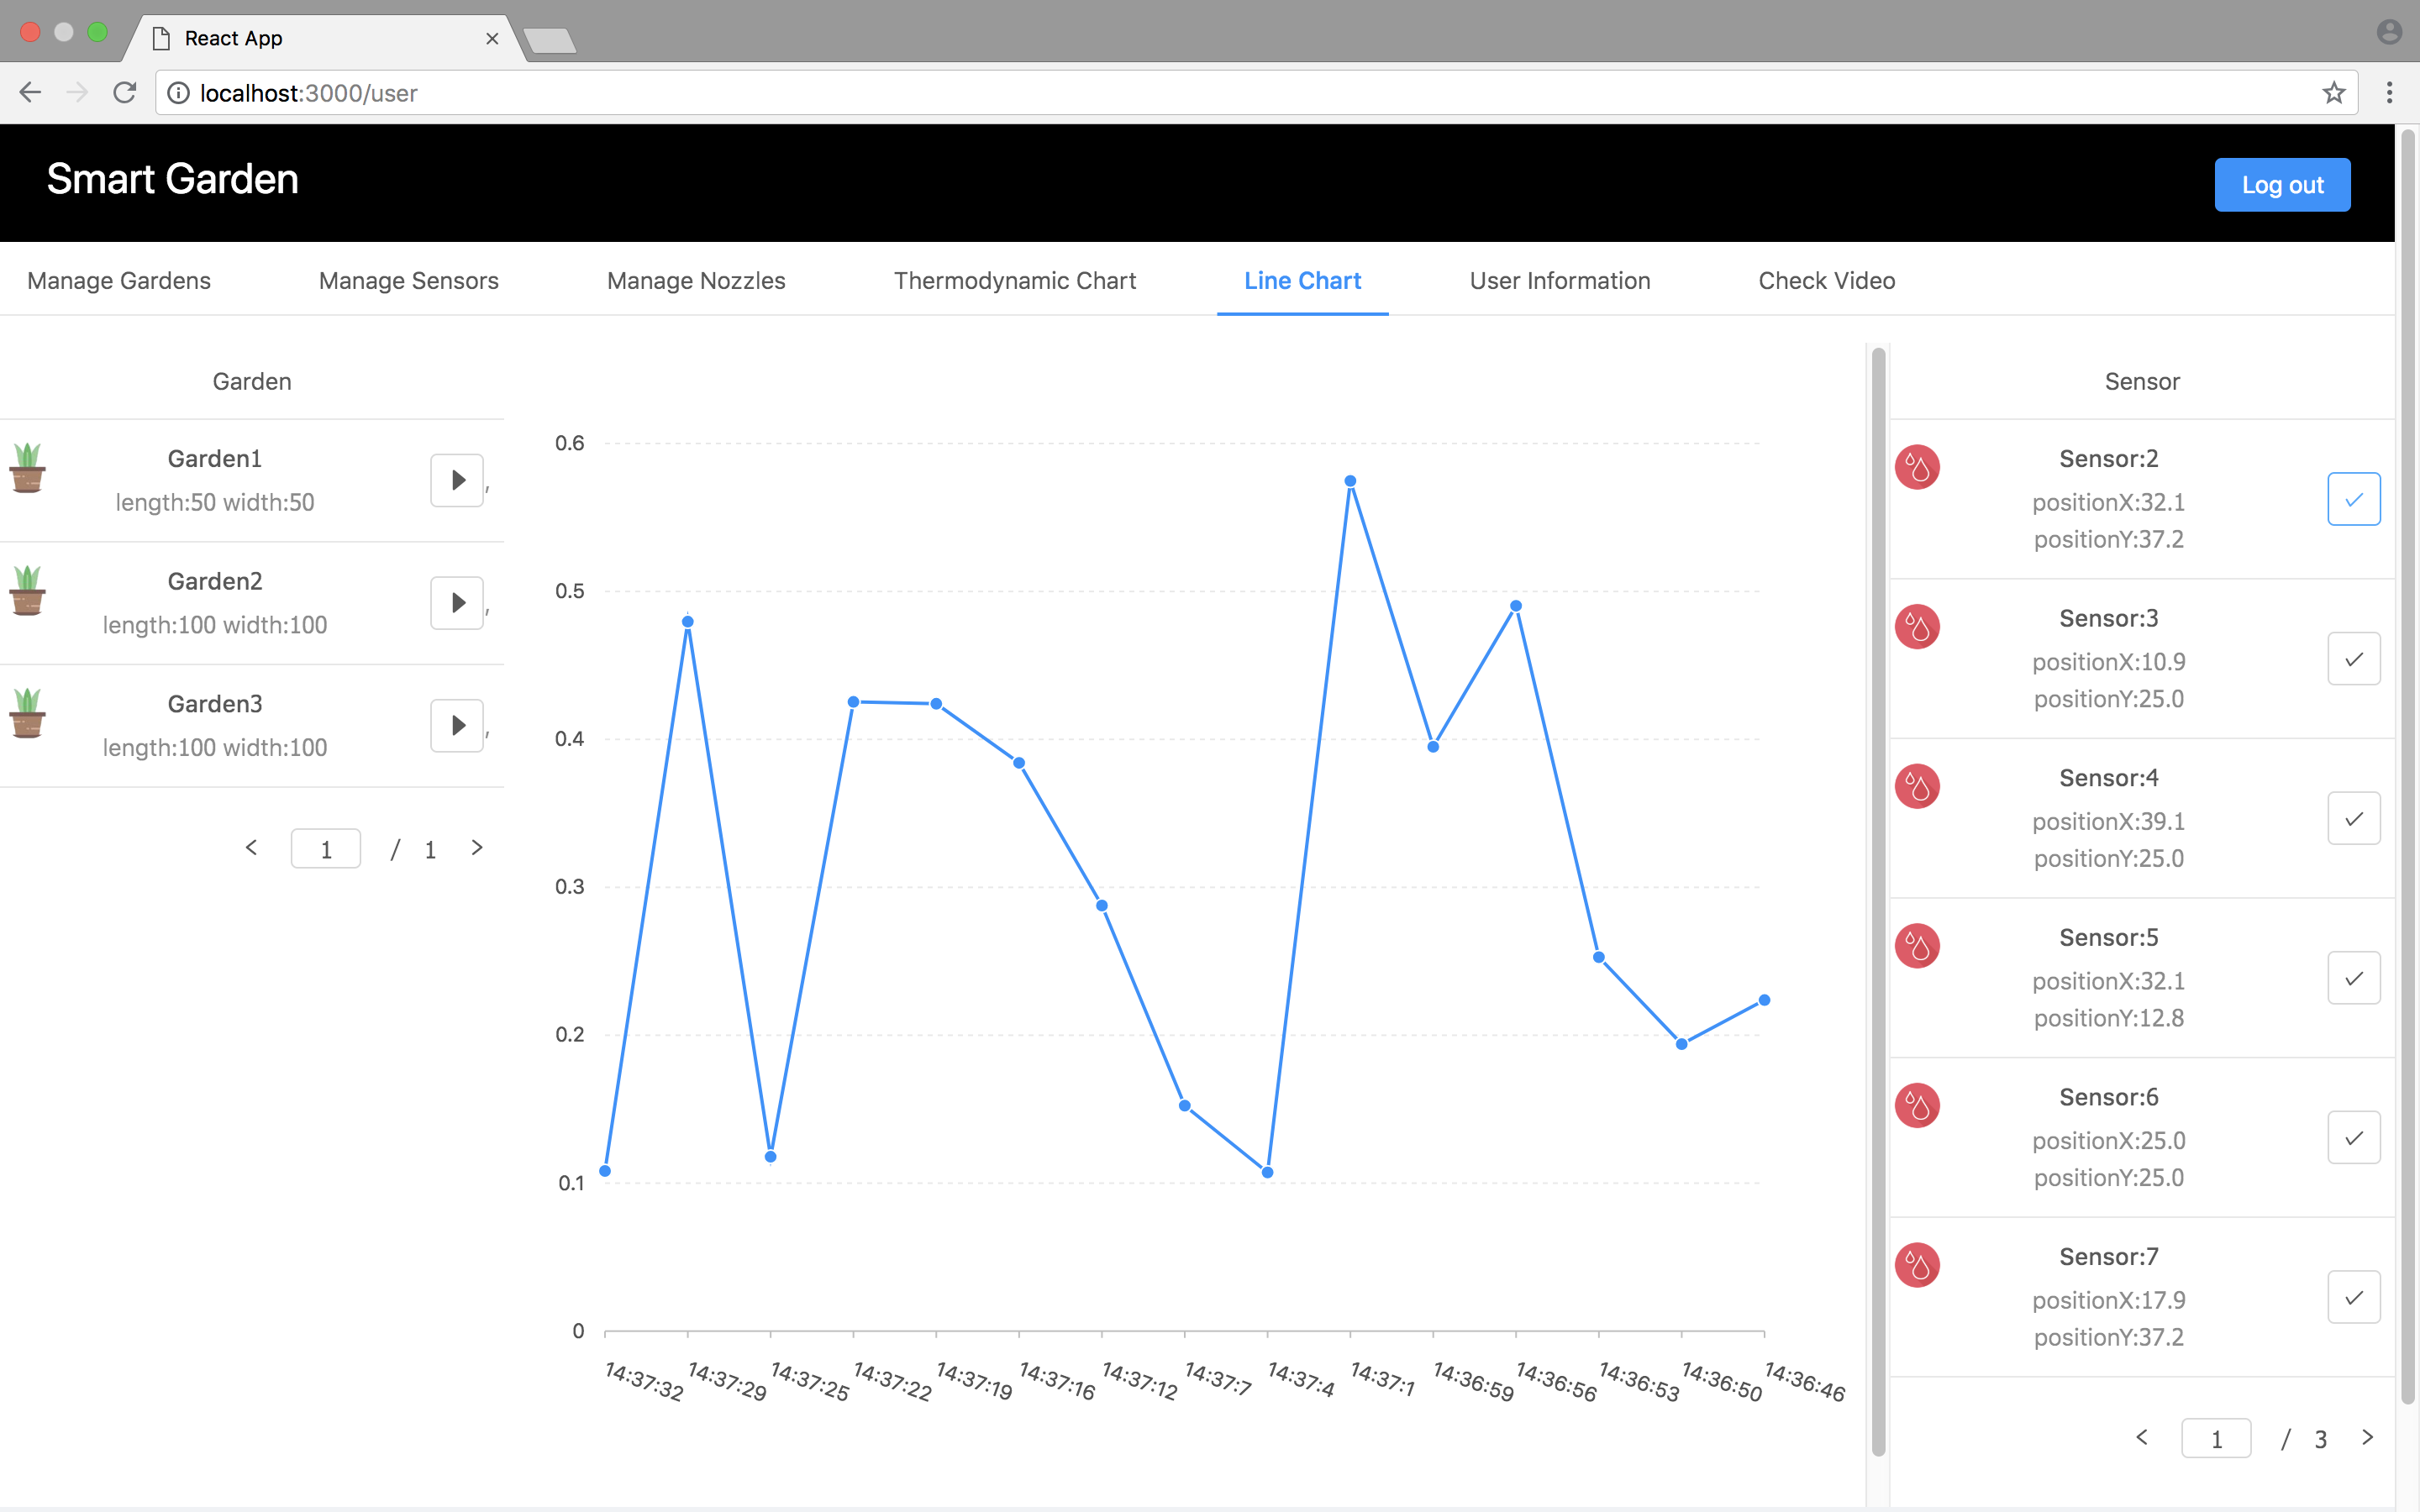 React App
localhost:3000/user
Smart Garden
Log out
Manage Gardens Manage Sensors Manage Nozzles Thermodynamic Chart Line Chart User Information Check Video
Garden
Garden1
length:50 width:50
,
Garden2
length:100 width:100
,
Garden3
length:100 width:100
,
1 / 1
0.6
0.5
0.4
0.3
0.2
0.1
0
14:37:32 14:37:29 14:37:25 14:37:22 14:37:19 14:37:16 14:37:12 14:37:7 14:37:4 14:37:1 14:36:59 14:36:56 14:36:53 14:36:50 14:36:46
Sensor
Sensor:2
positionX:32.1
positionY:37.2
Sensor:3
positionX:10.9
positionY:25.0
Sensor:4
positionX:39.1
positionY:25.0
Sensor:5
positionX:32.1
positionY:12.8
Sensor:6
positionX:25.0
positionY:25.0
Sensor:7
positionX:17.9
positionY:37.2
1 / 3